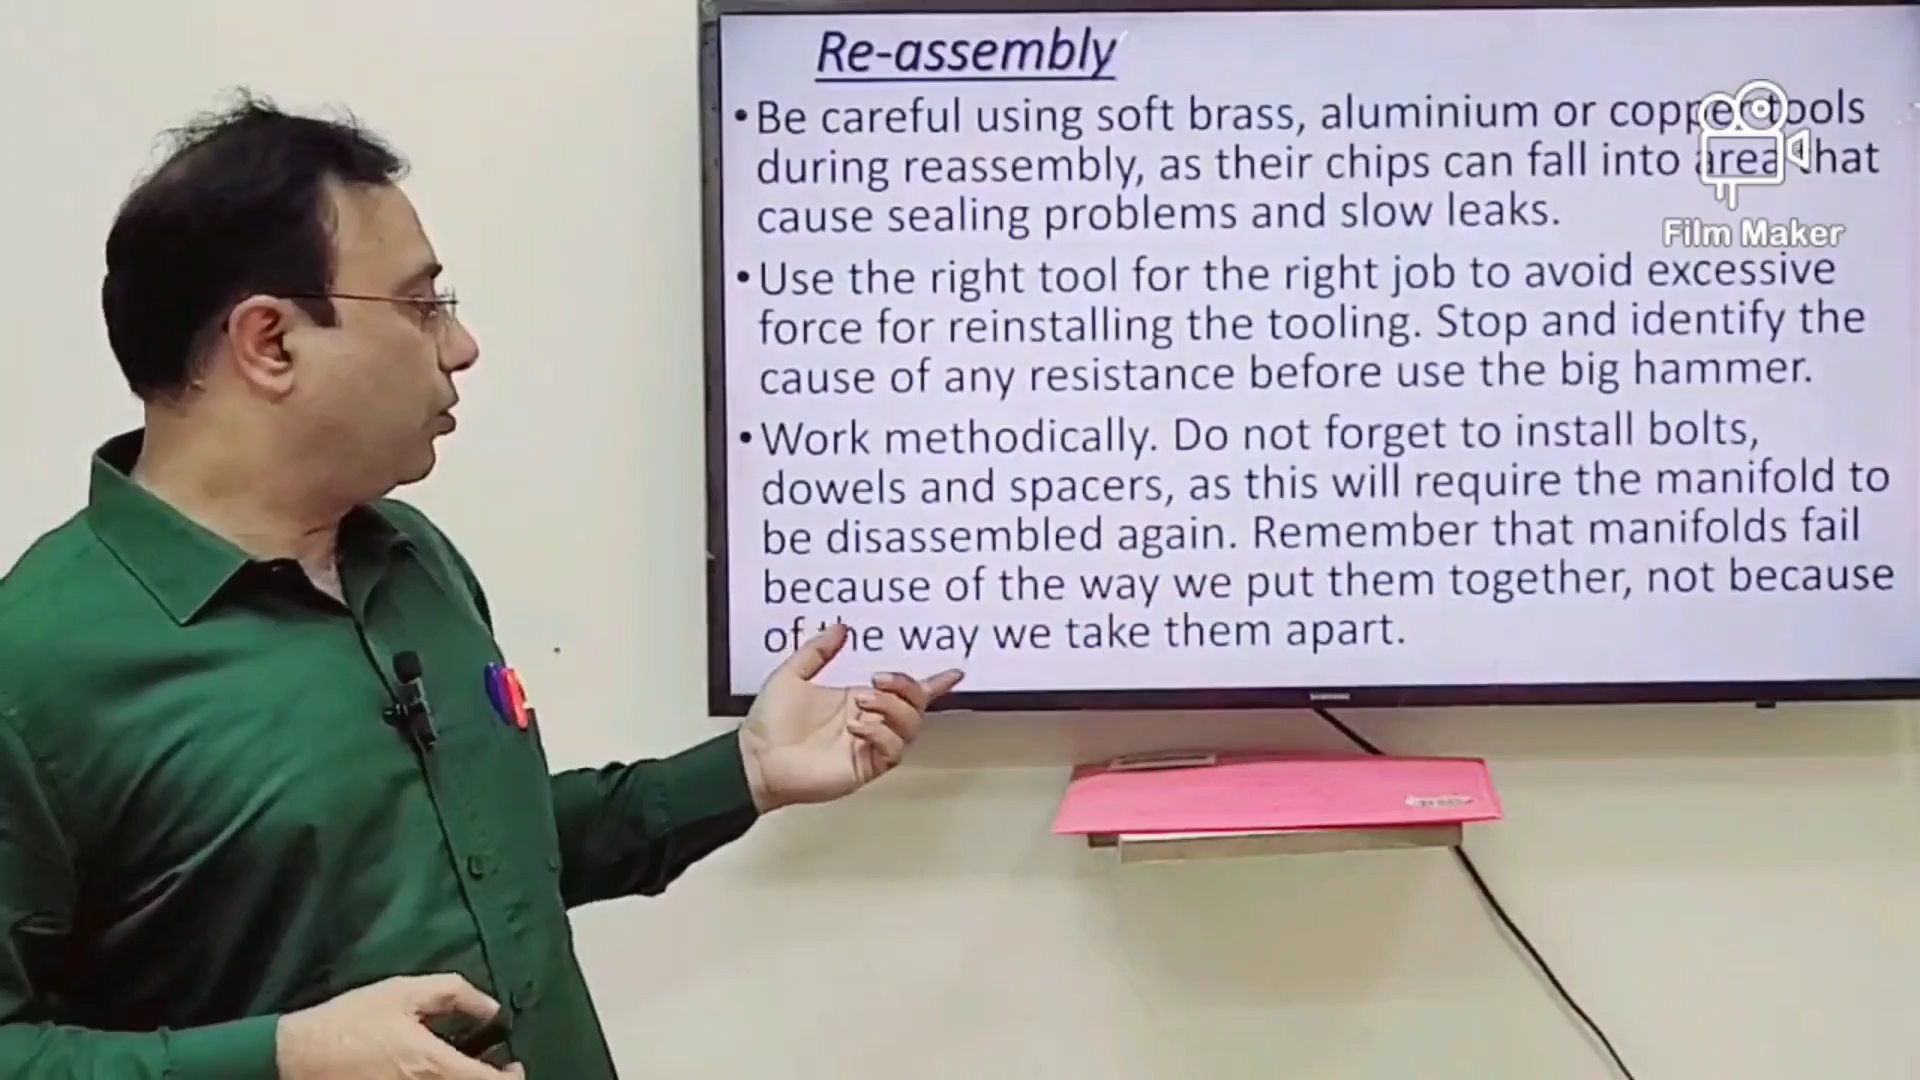 Re-assembly
• Be careful using soft brass, aluminium or copper tools
during reassembly, as their chips can fall into area that
cause sealing problems and slow leaks.
Film Maker
• Use the right tool for the right job to avoid excessive
force for reinstalling the tooling. Stop and identify the
cause of any resistance before use the big hammer.
• Work methodically. Do not forget to install bolts,
dowels and spacers, as this will require the manifold to
be disassembled again. Remember that manifolds fail
because of the way we put them together, not because
of the way we take them apart.